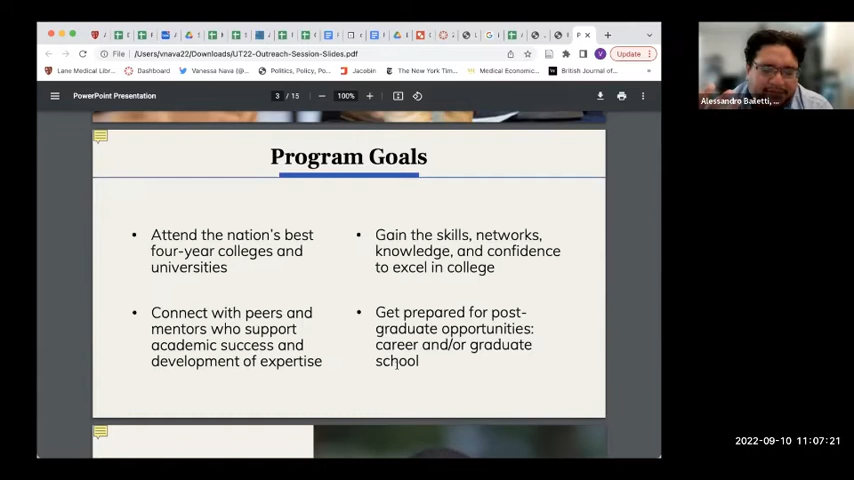 File | /Users/vnava22/Downloads/UT22-Outreach-Session-Slides.pdf
Update
Lane Medical Libr...
Dashboard
Vanessa Nava (@...
Politics, Policy, Po...
Jacobin
The New York Tim...
Medical Economic...
British Journal of...
PowerPoint Presentation
3 / 15
100%
Alessandro Balletti, ...
Program Goals
• Attend the nation's best
four-year colleges and
universities
• Connect with peers and
mentors who support
academic success and
development of expertise
• Gain the skills, networks,
knowledge, and confidence
to excel in college
• Get prepared for post-
graduate opportunities:
career and/or graduate
school
2022-09-10 11:07:21